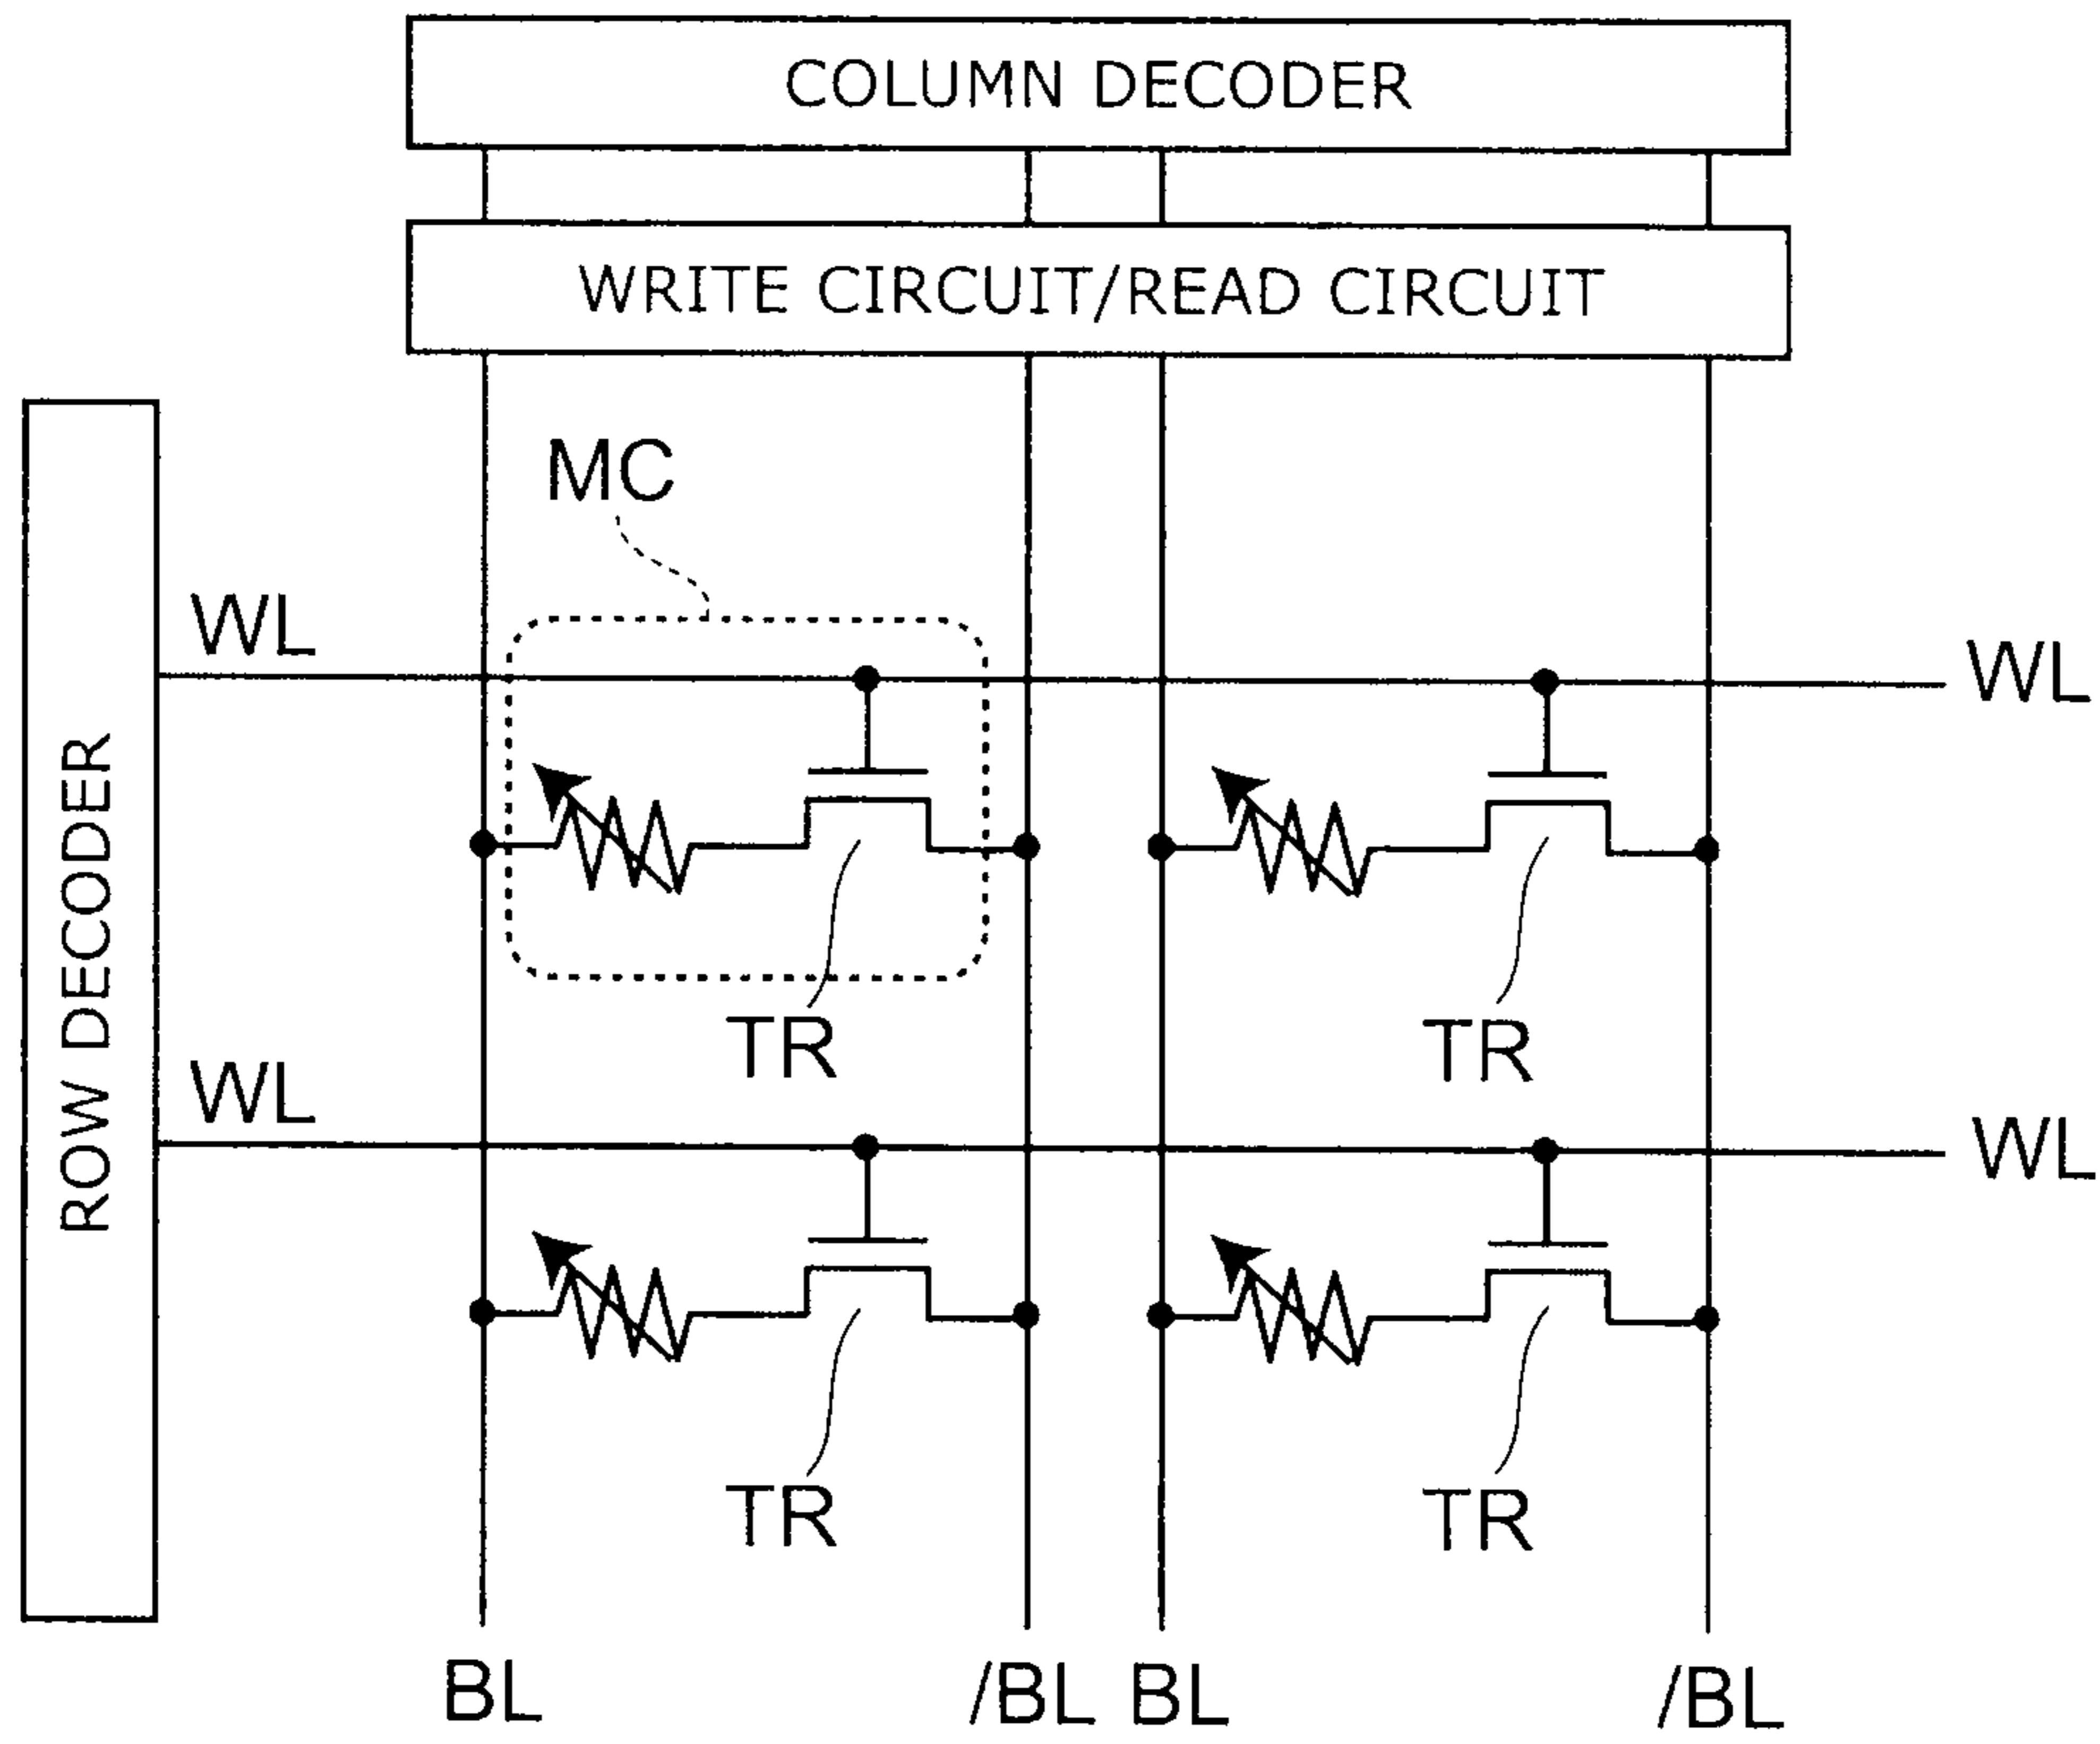 COLUMN DECODER
WRITE CIRCUIT/READ CIRCUIT
MC
WL
WL
ROW DECODER
TR
TR
WL
WL
TR
TR
BL
/BL
BL
/BL